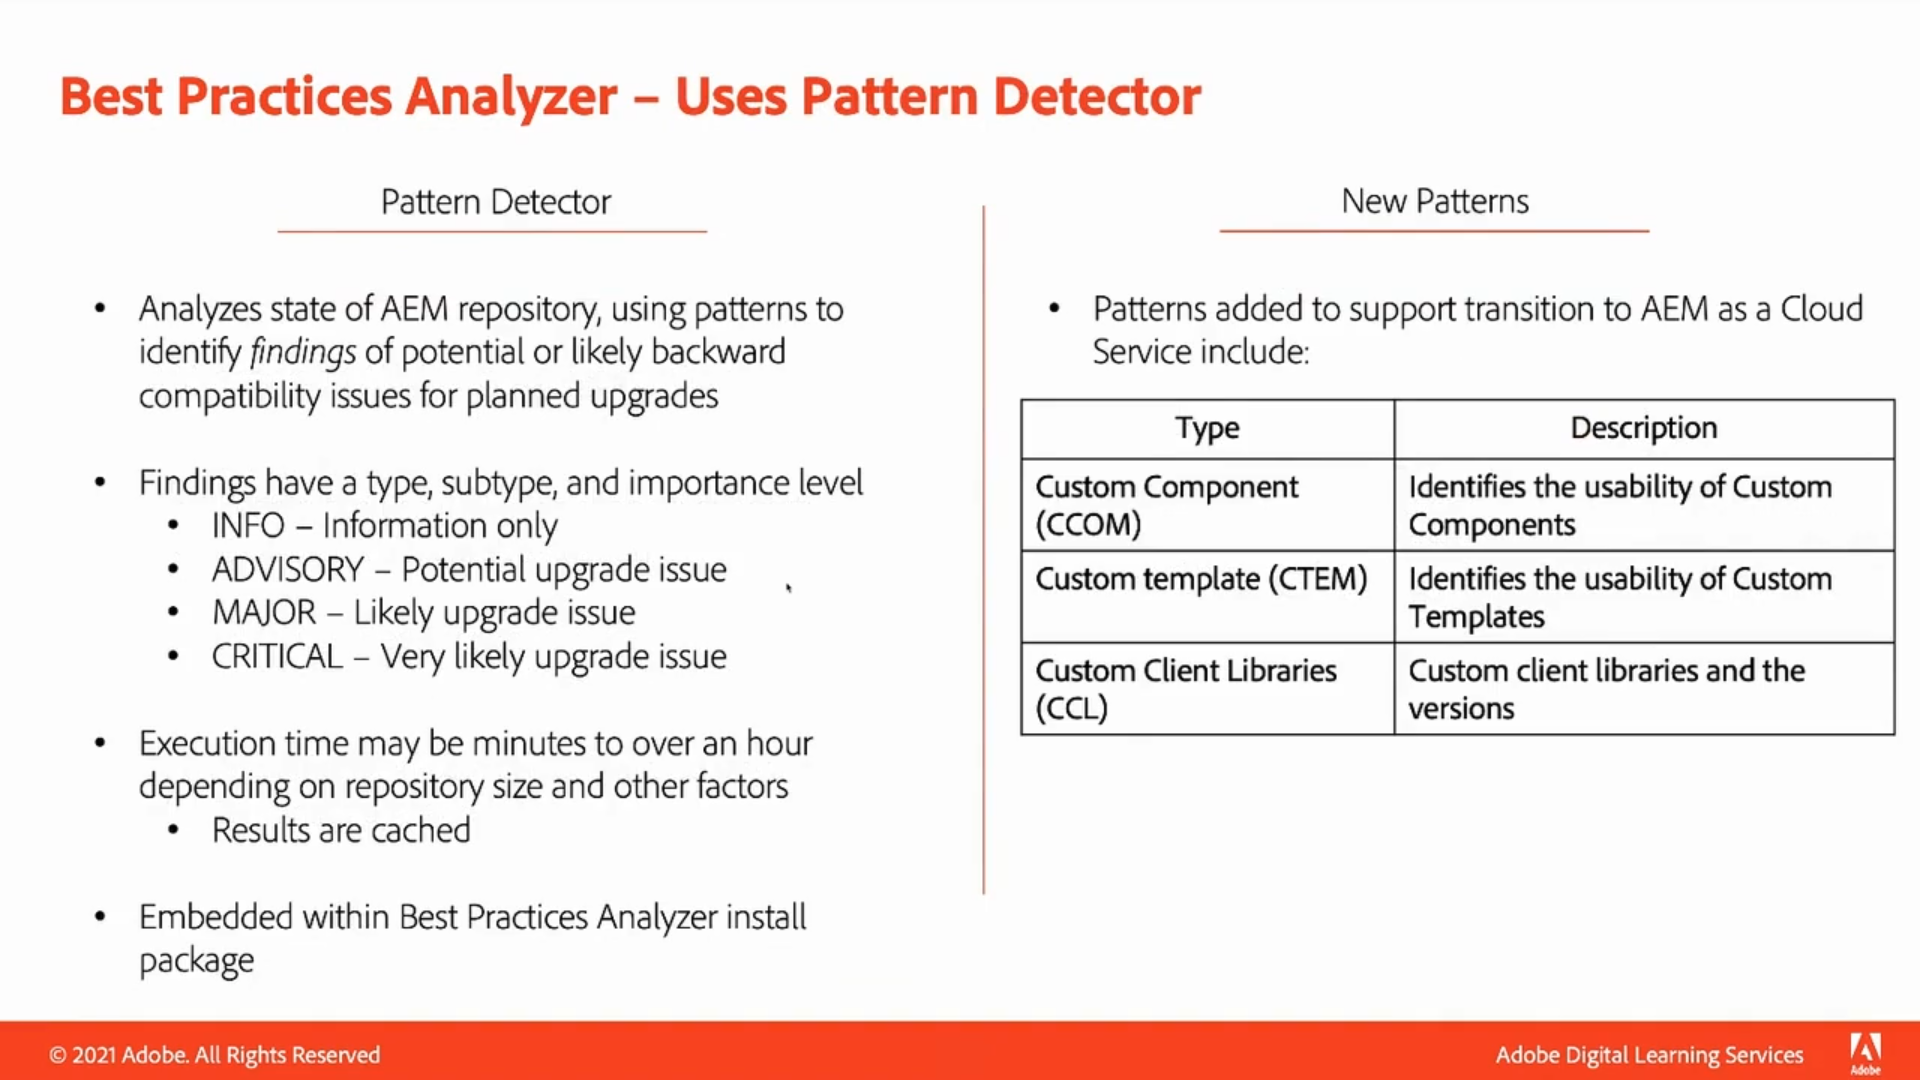 Best Practices Analyzer – Uses Pattern Detector
Pattern Detector
• Analyzes state of AEM repository, using patterns to
identify findings of potential or likely backward
compatibility issues for planned upgrades
• Findings have a type, subtype, and importance level
• INFO – Information only
• ADVISORY – Potential upgrade issue
• MAJOR – Likely upgrade issue
• CRITICAL – Very likely upgrade issue
• Execution time may be minutes to over an hour
depending on repository size and other factors
• Results are cached
• Embedded within Best Practices Analyzer install
package
New Patterns
• Patterns added to support transition to AEM as a Cloud
Service include:
Type
Description
Custom Component
(CCOM)
Identifies the usability of Custom
Components
Custom template (CTEM)
Identifies the usability of Custom
Templates
Custom Client Libraries
(CCL)
Custom client libraries and the
versions
© 2021 Adobe. All Rights Reserved
Adobe Digital Learning Services
Adobe